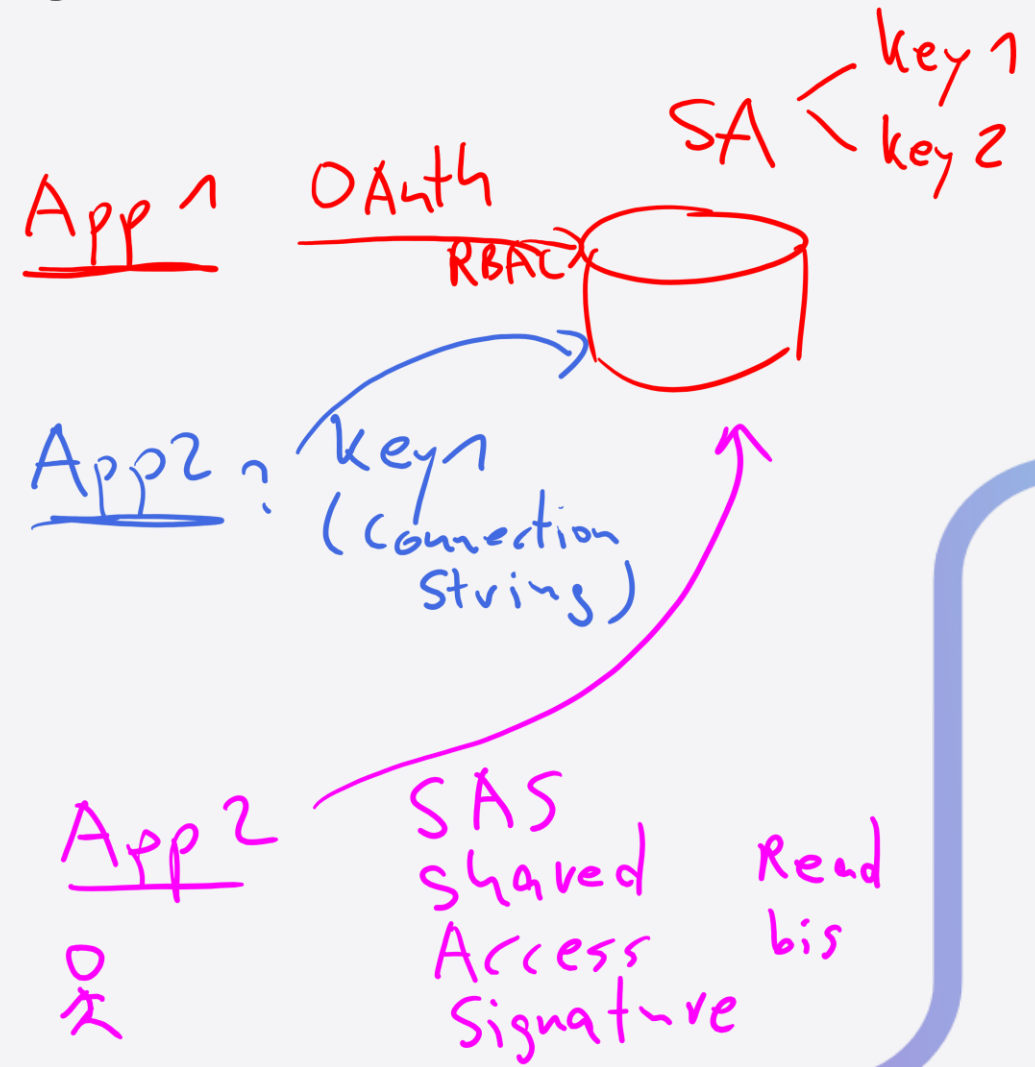 key 1
SA
key 2
App 1
OAuth
RBAC
App2 :
key1
(Connection
String)
App 2
SAS
Shared
Access
Signature
Read
bis